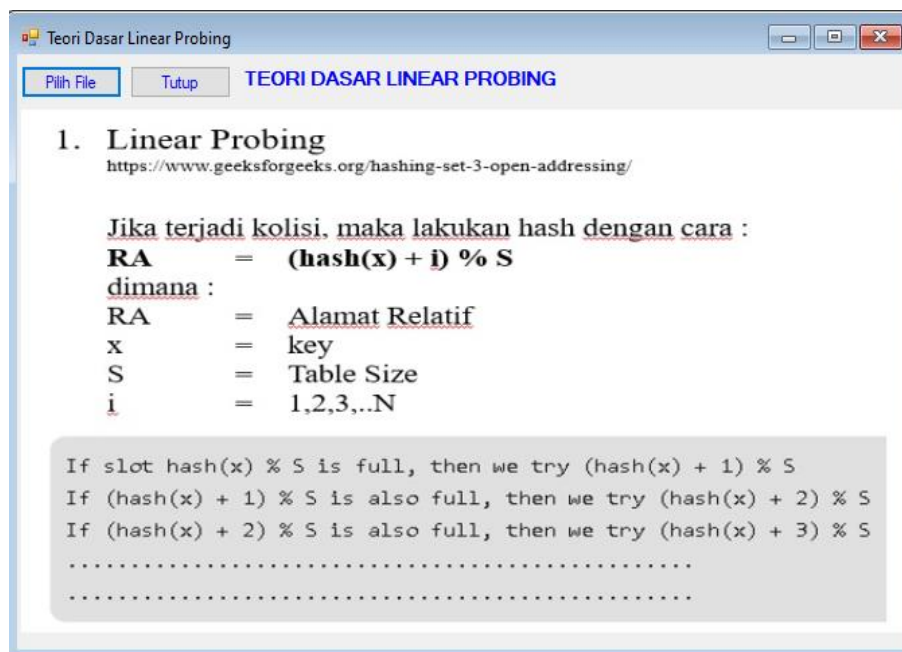 Teori Dasar Linear Probing
Pilih File Tutup TEORI DASAR LINEAR PROBING
1. Linear Probing
https://www.geeksforgeeks.org/hashing-set-3-open-addressing/
Jika terjadi kolisi, maka lakukan hash dengan cara :
RA = (hash(x) + i) % S
dimana :
RA = Alamat Relatif
x = key
S = Table Size
i = 1,2,3,..N
If slot hash(x) % S is full, then we try (hash(x) + 1) % S
If (hash(x) + 1) % S is also full, then we try (hash(x) + 2) % S
If (hash(x) + 2) % S is also full, then we try (hash(x) + 3) % S
..................................................
..................................................